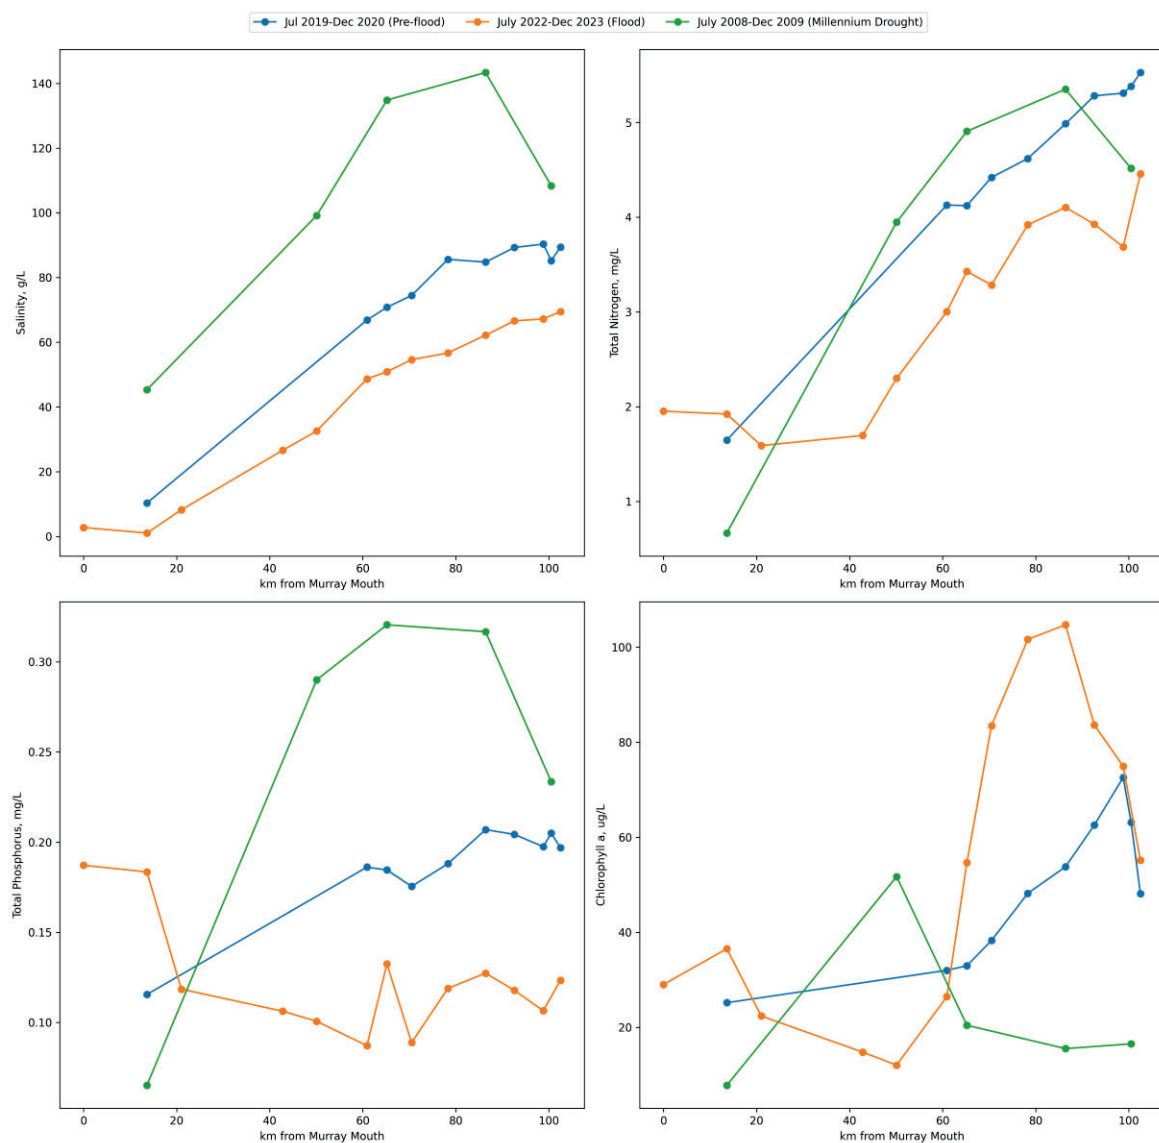 Jul 2019-Dec 2020 (Pre-flood) July 2022-Dec 2023 (Flood) July 2008-Dec 2009 (Millennium Drought)
Salinity, g/L
140
120
100
80
60
40
20
0
0 20 40 60 80 100
km from Murray Mouth
Total Nitrogen, mg/L
5
4
3
2
1
0 20 40 60 80 100
km from Murray Mouth
Total Phosphorus, mg/L
0.30
0.25
0.20
0.15
0.10
0 20 40 60 80 100
km from Murray Mouth
Chlorophyll a, ug/L
100
80
60
40
20
0 20 40 60 80 100
km from Murray Mouth